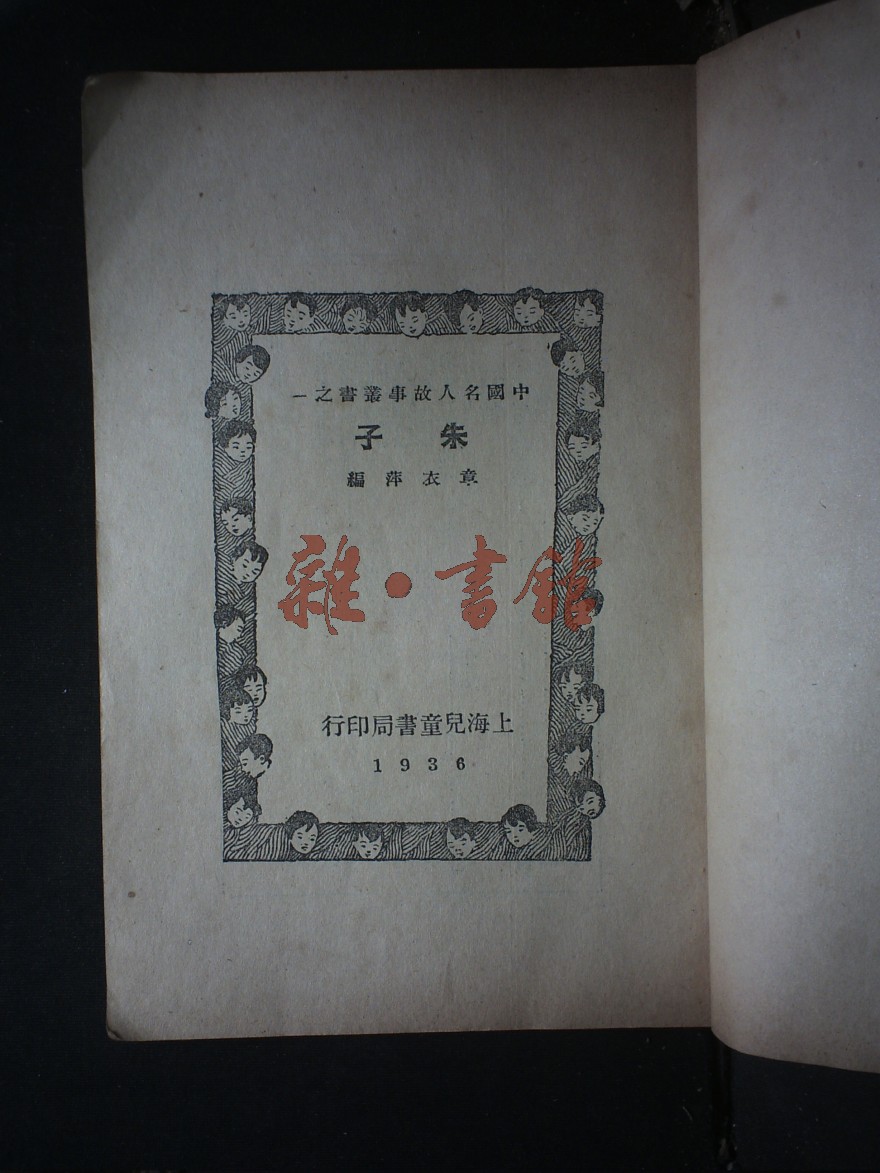 中國名人故事叢書之一
朱子
章衣萍編
雜·書館
上海兒童書局印行
1936